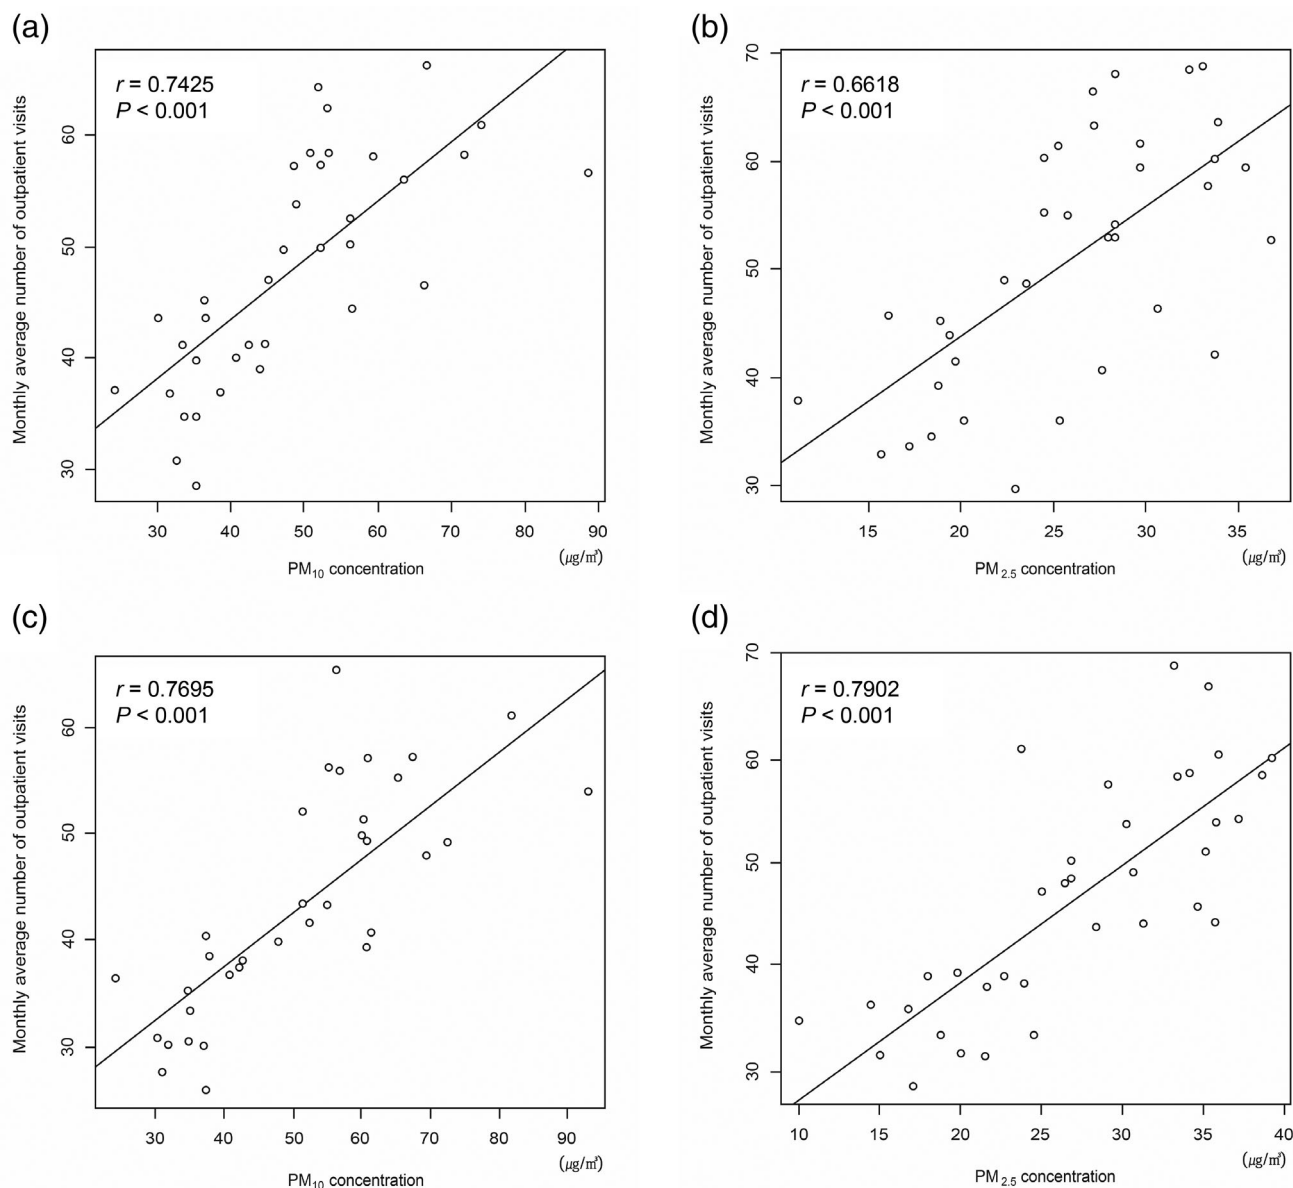 (a)
r = 0.7425
P < 0.001
Monthly average number of outpatient visits
60
50
40
30
30 40 50 60 70 80 90
(μg/㎥)
PM10 concentration
(b)
r = 0.6618
P < 0.001
Monthly average number of outpatient visits
70
60
50
40
30
15 20 25 30 35
(μg/㎥)
PM2.5 concentration
(c)
r = 0.7695
P < 0.001
Monthly average number of outpatient visits
60
50
40
30
30 40 50 60 70 80 90
(μg/㎥)
PM10 concentration
(d)
r = 0.7902
P < 0.001
Monthly average number of outpatient visits
70
60
50
40
30
10 15 20 25 30 35 40
(μg/㎥)
PM2.5 concentration